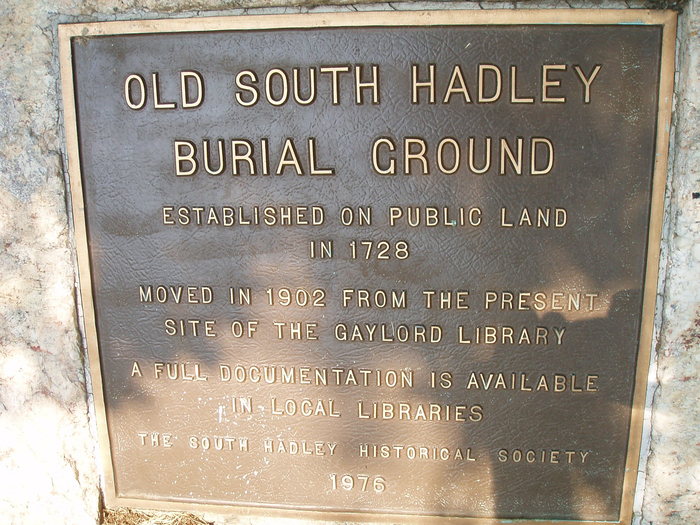 OLD SOUTH HADLEY
BURIAL GROUND
ESTABLISHED ON PUBLIC LAND
IN 1728
MOVED IN 1902 FROM THE PRESENT
SITE OF THE GAYLORD LIBRARY
A FULL DOCUMENTATION IS AVAILABLE
IN LOCAL LIBRARIES
THE SOUTH HADLEY HISTORICAL SOCIETY
1976